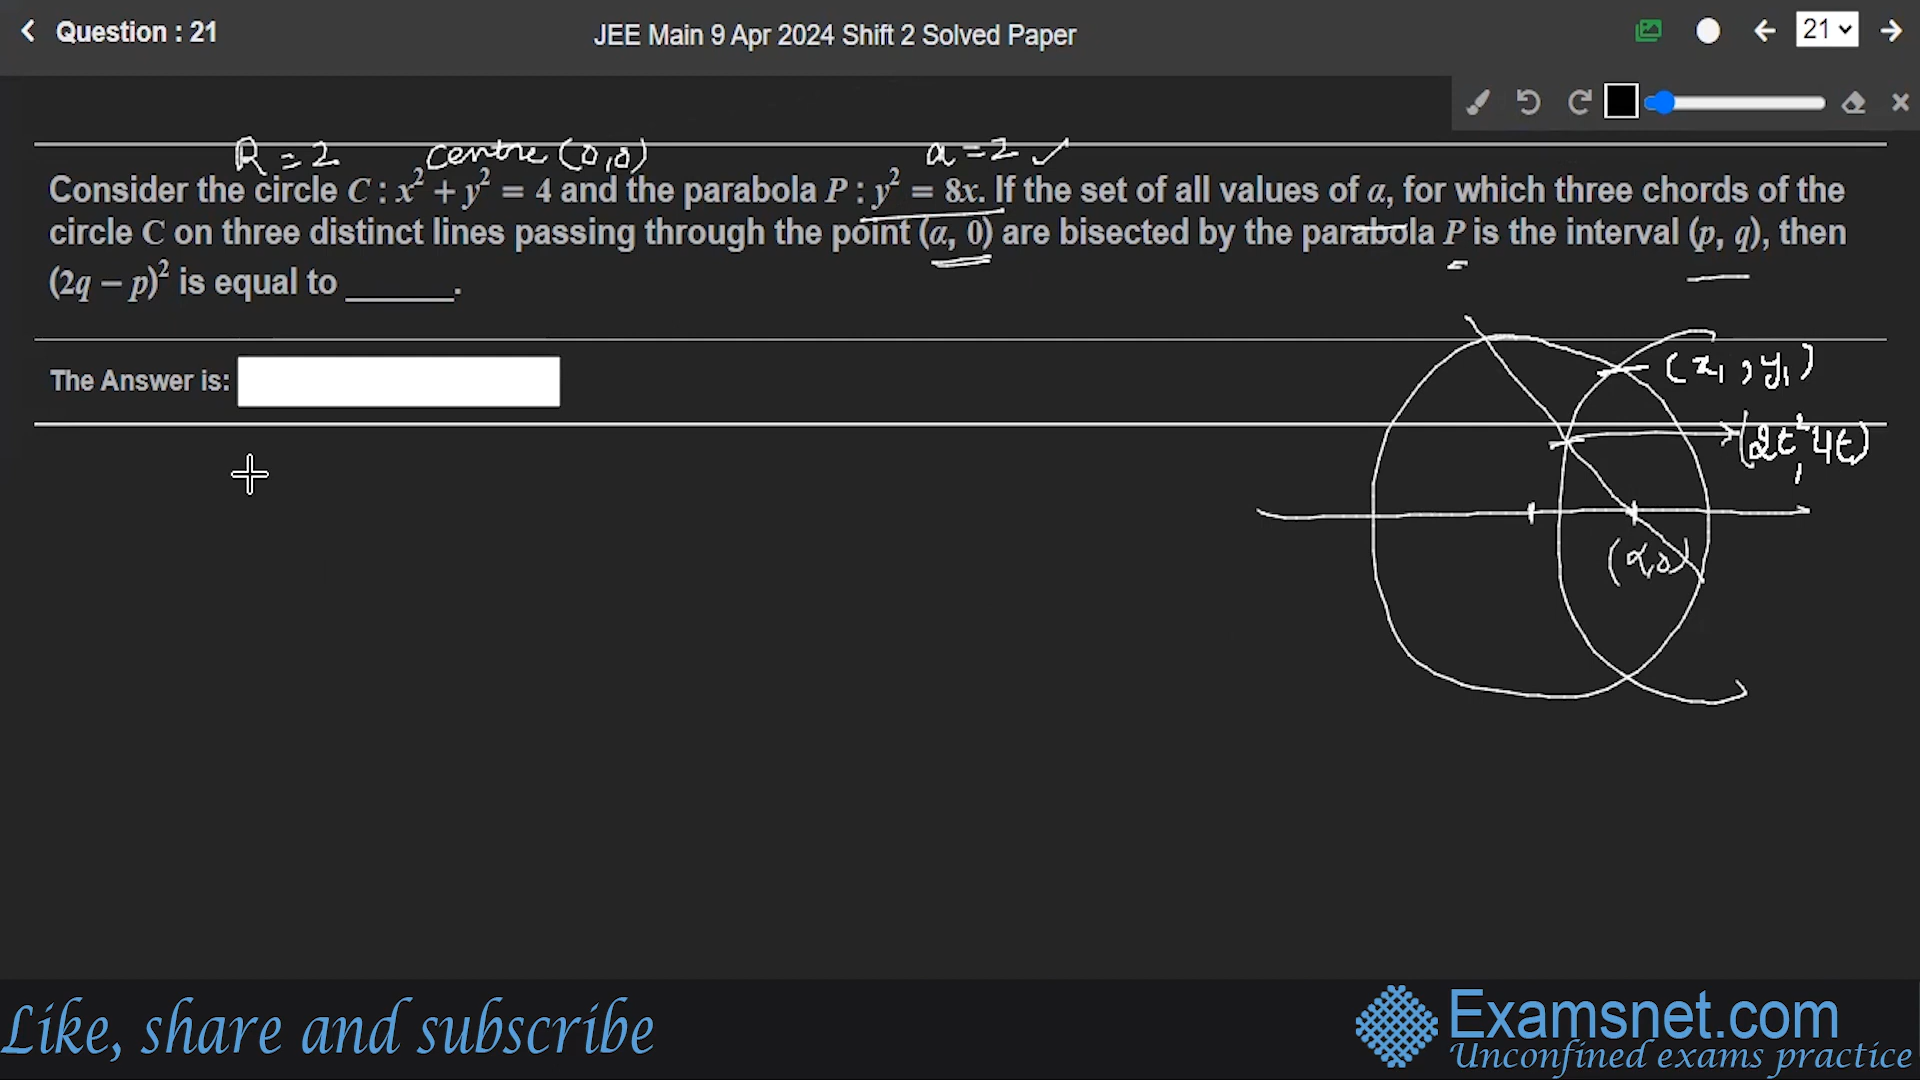 Question : 21
JEE Main 9 Apr 2024 Shift 2 Solved Paper
21
R = 2 centre (0,0) a = 2 ✓
Consider the circle C : x² + y² = 4 and the parabola P : y² = 8x. If the set of all values of α, for which three chords of the
circle C on three distinct lines passing through the point (α, 0) are bisected by the parabola P is the interval (p, q), then
(2q − p)² is equal to ______.
The Answer is:
(x₁, y₁)
(2t², 4t)
(α, 0)
Like, share and subscribe
Examsnet.com
Unconfined exams practice